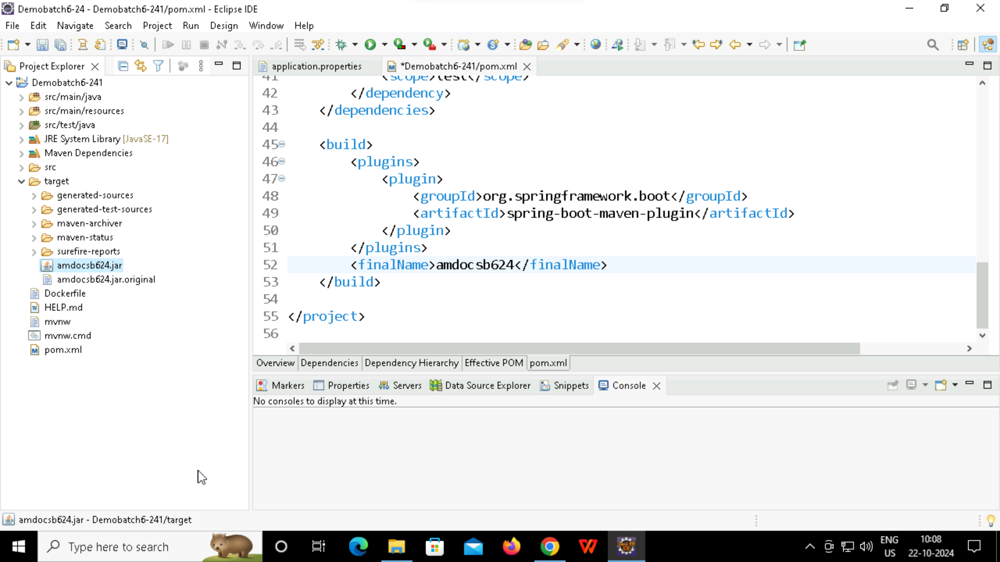 Demobatch6-24 - Demobatch6-241/pom.xml - Eclipse IDE
File Edit Navigate Search Project Run Design Window Help
Project Explorer
Demobatch6-241
src/main/java
src/main/resources
src/test/java
JRE System Library [JavaSE-17]
Maven Dependencies
src
target
generated-sources
generated-test-sources
maven-archiver
maven-status
surefire-reports
amdocsb624.jar
amdocsb624.jar.original
Dockerfile
HELP.md
mvnw
mvnw.cmd
pom.xml
application.properties
*Demobatch6-241/pom.xml
41 <scope>test</scope>
42 </dependency>
43 </dependencies>
44
45 <build>
46 <plugins>
47 <plugin>
48 <groupId>org.springframework.boot</groupId>
49 <artifactId>spring-boot-maven-plugin</artifactId>
50 </plugin>
51 </plugins>
52 <finalName>amdocsb624</finalName>
53 </build>
54
55 </project>
56
Overview Dependencies Dependency Hierarchy Effective POM pom.xml
Markers Properties Servers Data Source Explorer Snippets Console
No consoles to display at this time.
amdocsb624.jar - Demobatch6-241/target
Type here to search
ENG
US
10:08
22-10-2024